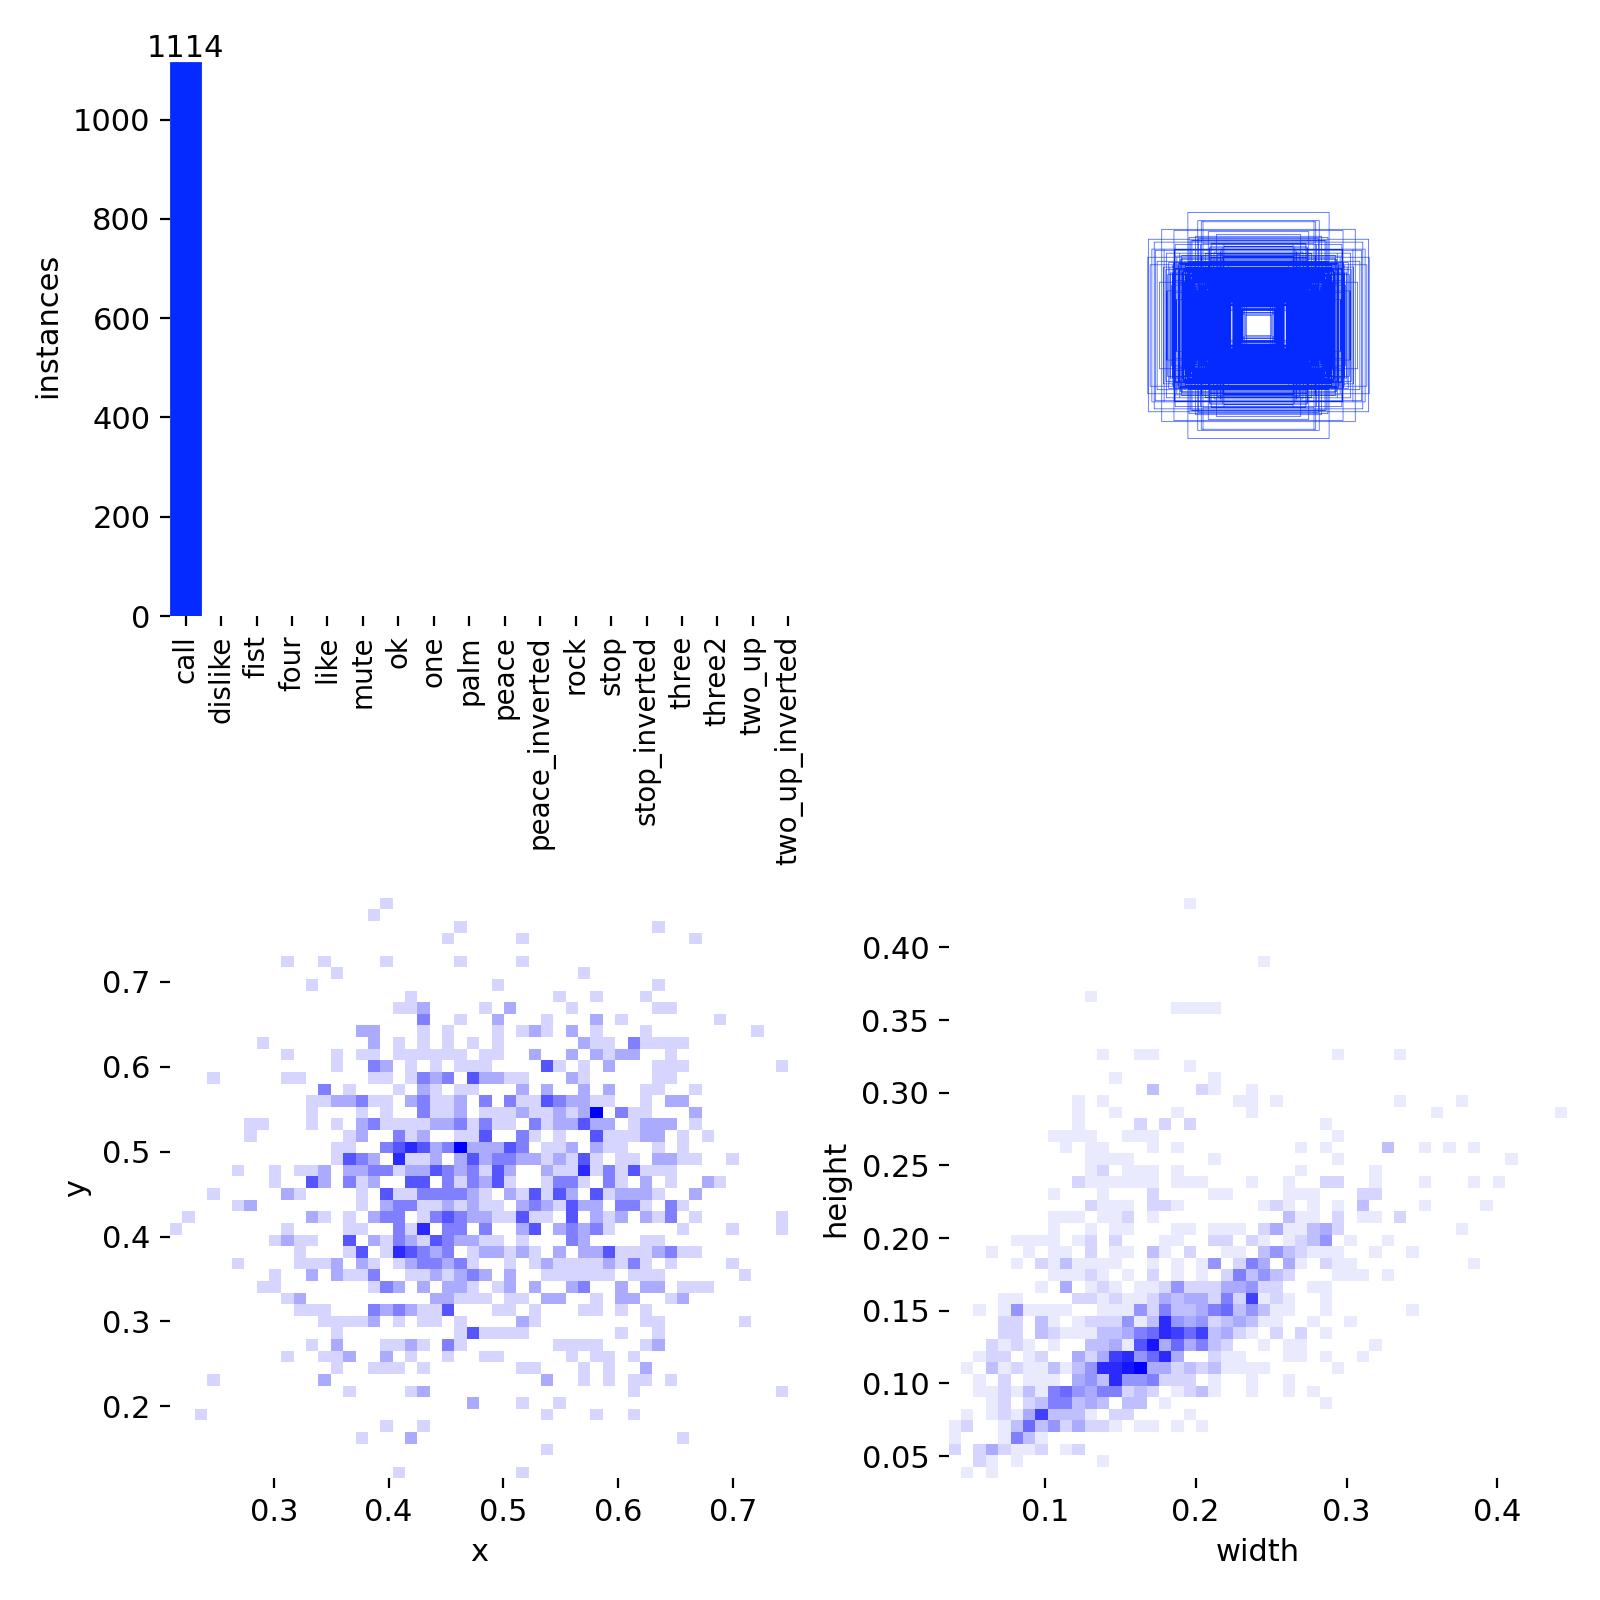 1114
1000
800
600
400
200
0
instances
call
dislike
fist
four
like
mute
ok
one
palm
peace
peace_inverted
rock
stop
stop_inverted
three
three2
two_up
two_up_inverted
0.7
0.6
0.5
0.4
0.3
0.2
y
0.3 0.4 0.5 0.6 0.7
x
0.40
0.35
0.30
0.25
0.20
0.15
0.10
0.05
height
0.1 0.2 0.3 0.4
width